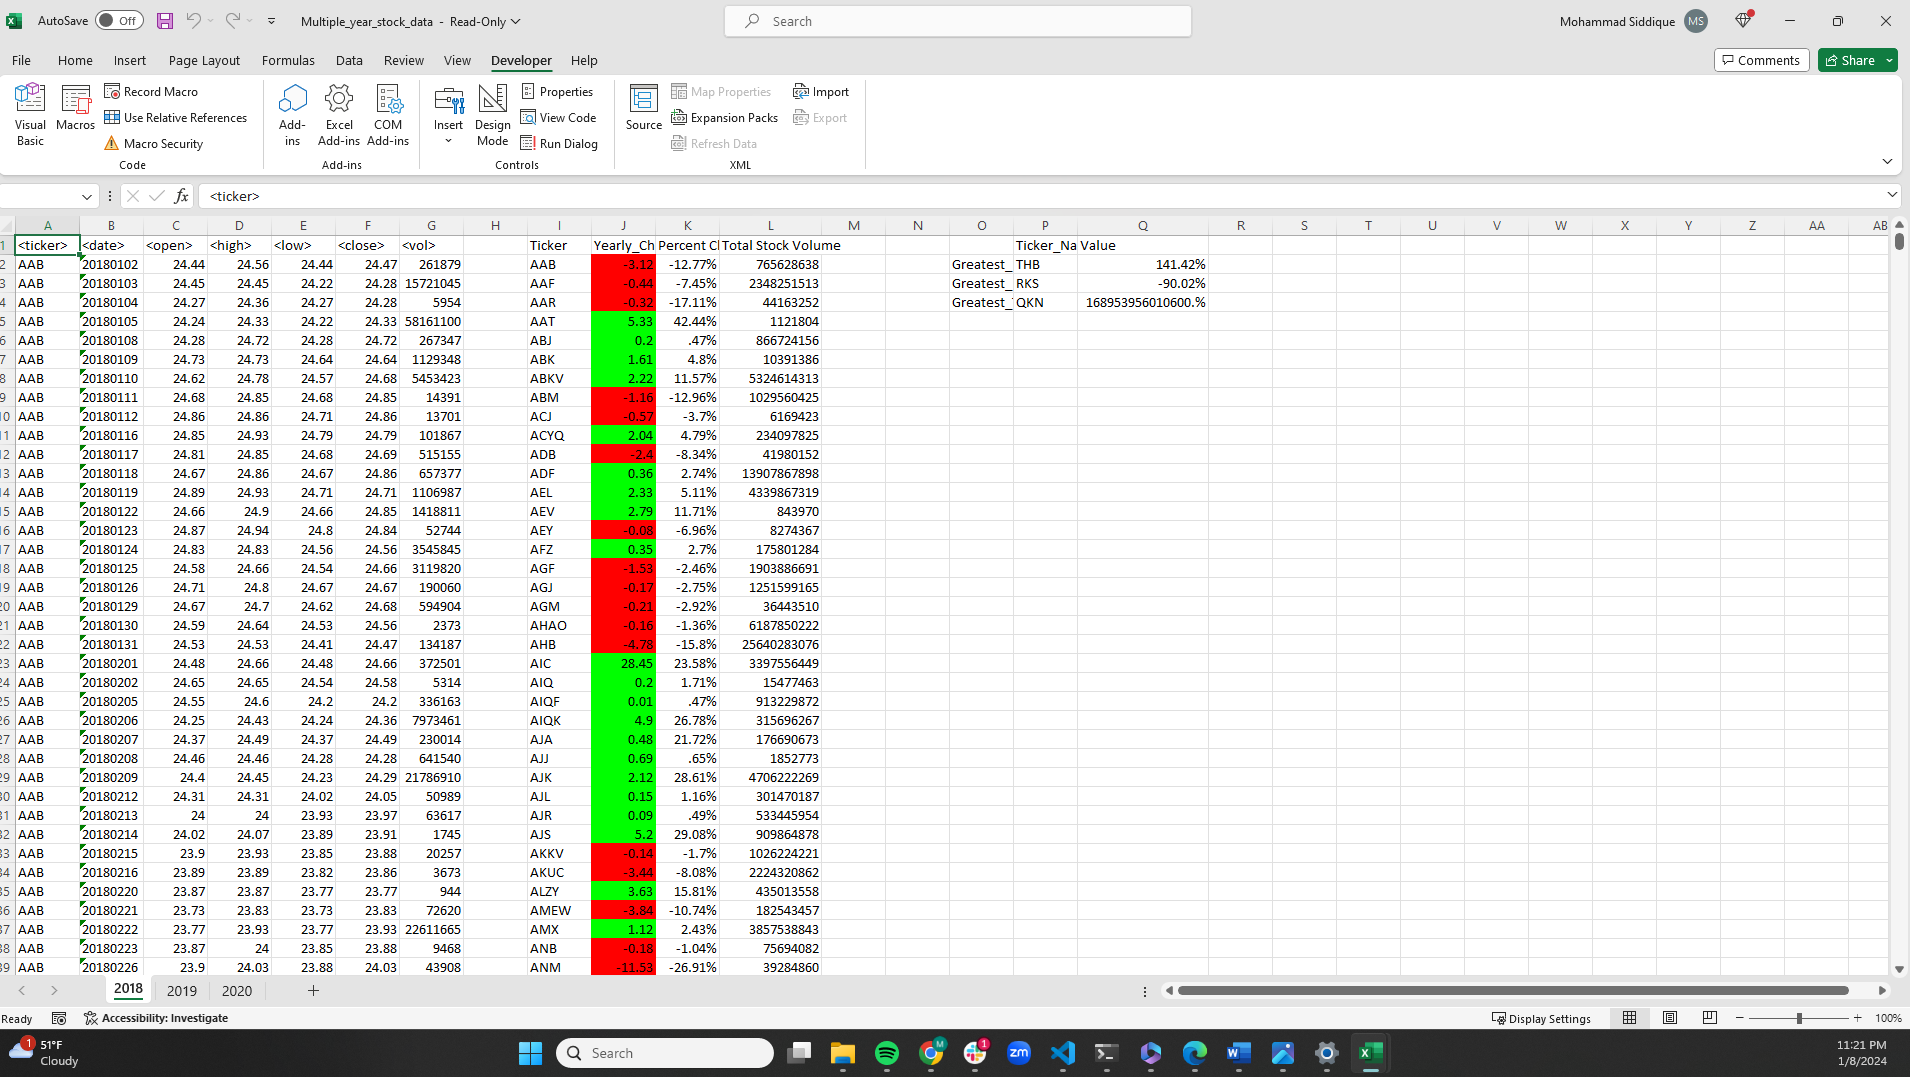 AutoSave Off Multiple_year_stock_data - Read-Only Search Mohammad Siddique MS
File Home Insert Page Layout Formulas Data Review View Developer Help Comments Share
Visual Basic Macros Record Macro Use Relative References Macro Security Code
Add-ins Excel Add-ins COM Add-ins Add-ins
Insert Design Mode Properties View Code Run Dialog Controls
Source Map Properties Expansion Packs Refresh Data Import Export XML
fx <ticker>
A B C D E F G H I J K L M N O P Q R S T U V W X Y Z AA AB
1 <ticker> <date> <open> <high> <low> <close> <vol> Ticker Yearly_Ch Percent Cl Total Stock Volume Ticker_Na Value
2 AAB 20180102 24.44 24.56 24.44 24.47 261879 AAB -3.12 -12.77% 765628638 Greatest_ THB 141.42%
3 AAB 20180103 24.45 24.45 24.22 24.28 15721045 AAF -0.44 -7.45% 2348251513 Greatest_ RKS -90.02%
4 AAB 20180104 24.27 24.36 24.27 24.28 5954 AAR -0.32 -17.11% 44163252 Greatest_ QKN 168953956010600.%
5 AAB 20180105 24.24 24.33 24.22 24.33 58161100 AAT 5.33 42.44% 1121804
6 AAB 20180108 24.28 24.72 24.28 24.72 267347 ABJ 0.2 .47% 866724156
7 AAB 20180109 24.73 24.73 24.64 24.64 1129348 ABK 1.61 4.8% 10391386
8 AAB 20180110 24.62 24.78 24.57 24.68 5453423 ABKV 2.22 11.57% 5324614313
9 AAB 20180111 24.68 24.85 24.68 24.85 14391 ABM -1.16 -12.96% 1029560425
10 AAB 20180112 24.86 24.86 24.71 24.86 13701 ACJ -0.57 -3.7% 6169423
11 AAB 20180116 24.85 24.93 24.79 24.79 101867 ACYQ 2.04 4.79% 234097825
12 AAB 20180117 24.81 24.85 24.68 24.69 515155 ADB -2.4 -8.34% 41980152
13 AAB 20180118 24.67 24.86 24.67 24.86 657377 ADF 0.36 2.74% 13907867898
14 AAB 20180119 24.89 24.93 24.71 24.71 1106987 AEL 2.33 5.11% 4339867319
15 AAB 20180122 24.66 24.9 24.66 24.85 1418811 AEV 2.79 11.71% 843970
16 AAB 20180123 24.87 24.94 24.8 24.84 52744 AEY -0.08 -6.96% 8274367
17 AAB 20180124 24.83 24.83 24.56 24.56 3545845 AFZ 0.35 2.7% 175801284
18 AAB 20180125 24.58 24.66 24.54 24.66 3119820 AGF -1.53 -2.46% 1903886691
19 AAB 20180126 24.71 24.8 24.67 24.67 190060 AGJ -0.17 -2.75% 1251599165
20 AAB 20180129 24.67 24.7 24.62 24.68 594904 AGM -0.21 -2.92% 36443510
21 AAB 20180130 24.59 24.64 24.53 24.56 2373 AHAO -0.16 -1.36% 6187850222
22 AAB 20180131 24.53 24.53 24.41 24.47 134187 AHB -4.78 -15.8% 25640283076
23 AAB 20180201 24.48 24.66 24.48 24.66 372501 AIC 28.45 23.58% 3397556449
24 AAB 20180202 24.65 24.65 24.54 24.58 5314 AIQ 0.2 1.71% 15477463
25 AAB 20180205 24.55 24.6 24.2 24.2 336163 AIQF 0.01 .47% 913229872
26 AAB 20180206 24.25 24.43 24.24 24.36 7973461 AIQK 4.9 26.78% 315696267
27 AAB 20180207 24.37 24.49 24.37 24.49 230014 AJA 0.48 21.72% 176690673
28 AAB 20180208 24.46 24.46 24.28 24.28 641540 AJJ 0.69 .65% 1852773
29 AAB 20180209 24.4 24.45 24.23 24.29 21786910 AJK 2.12 28.61% 4706222269
30 AAB 20180212 24.31 24.31 24.02 24.05 50989 AJL 0.15 1.16% 301470187
31 AAB 20180213 24 24 23.93 23.97 63617 AJR 0.09 .49% 533445954
32 AAB 20180214 24.02 24.07 23.89 23.91 1745 AJS 5.2 29.08% 909864878
33 AAB 20180215 23.9 23.93 23.85 23.88 20257 AKKV -0.14 -1.7% 1026224221
34 AAB 20180216 23.89 23.89 23.82 23.86 3673 AKUC -3.44 -8.08% 2224320862
35 AAB 20180220 23.87 23.87 23.77 23.77 944 ALZY 3.63 15.81% 435013558
36 AAB 20180221 23.73 23.83 23.73 23.83 72620 AMEW -3.84 -10.74% 182543457
37 AAB 20180222 23.77 23.93 23.77 23.93 22611665 AMX 1.12 2.43% 3857538843
38 AAB 20180223 23.87 24 23.85 23.88 9468 ANB -0.18 -1.04% 75694082
39 AAB 20180226 23.9 24.03 23.88 24.03 43908 ANM -11.53 -26.91% 39284860
2018 2019 2020 +
Ready Accessibility: Investigate Display Settings 100%
1 51°F Cloudy Search M 1 zm 11:21 PM
1/8/2024